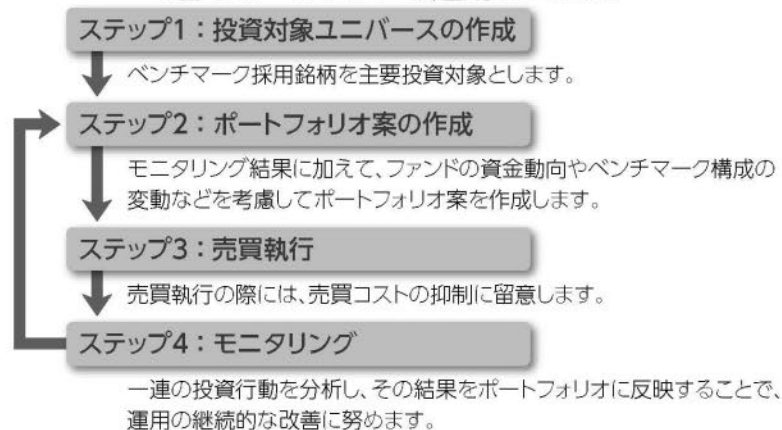 ステップ1：投資対象ユニバースの作成
ベンチマーク採用銘柄を主要投資対象とします。
ステップ2：ポートフォリオ案の作成
モニタリング結果に加えて、ファンドの資金動向やベンチマーク構成の
変動などを考慮してポートフォリオ案を作成します。
ステップ3：売買執行
売買執行の際には、売買コストの抑制に留意します。
ステップ4：モニタリング
一連の投資行動を分析し、その結果をポートフォリオに反映することで、
運用の継続的な改善に努めます。